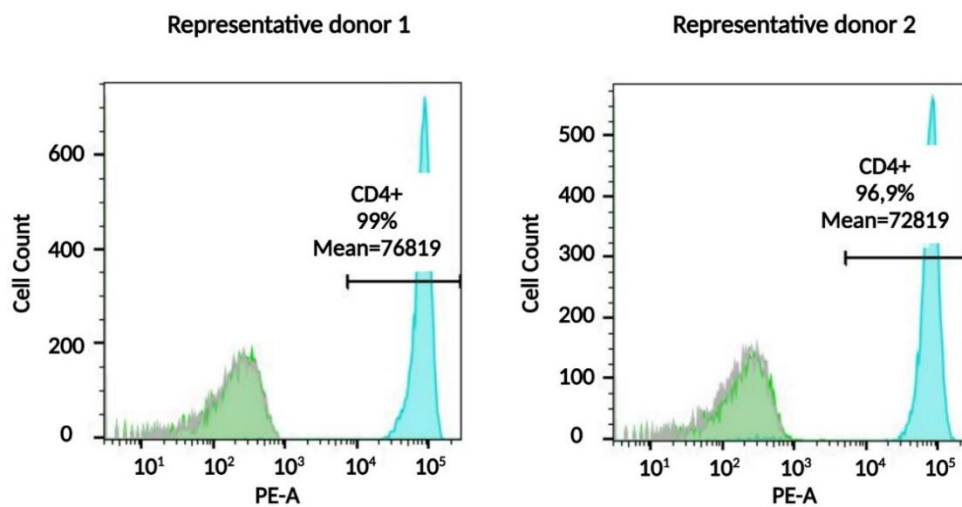 Representative donor 1
600
400
200
0
Cell Count
CD4+
99%
Mean=76819
10¹ 10² 10³ 10⁴ 10⁵
PE-A
Representative donor 2
500
400
300
200
100
0
Cell Count
CD4+
96,9%
Mean=72819
10¹ 10² 10³ 10⁴ 10⁵
PE-A